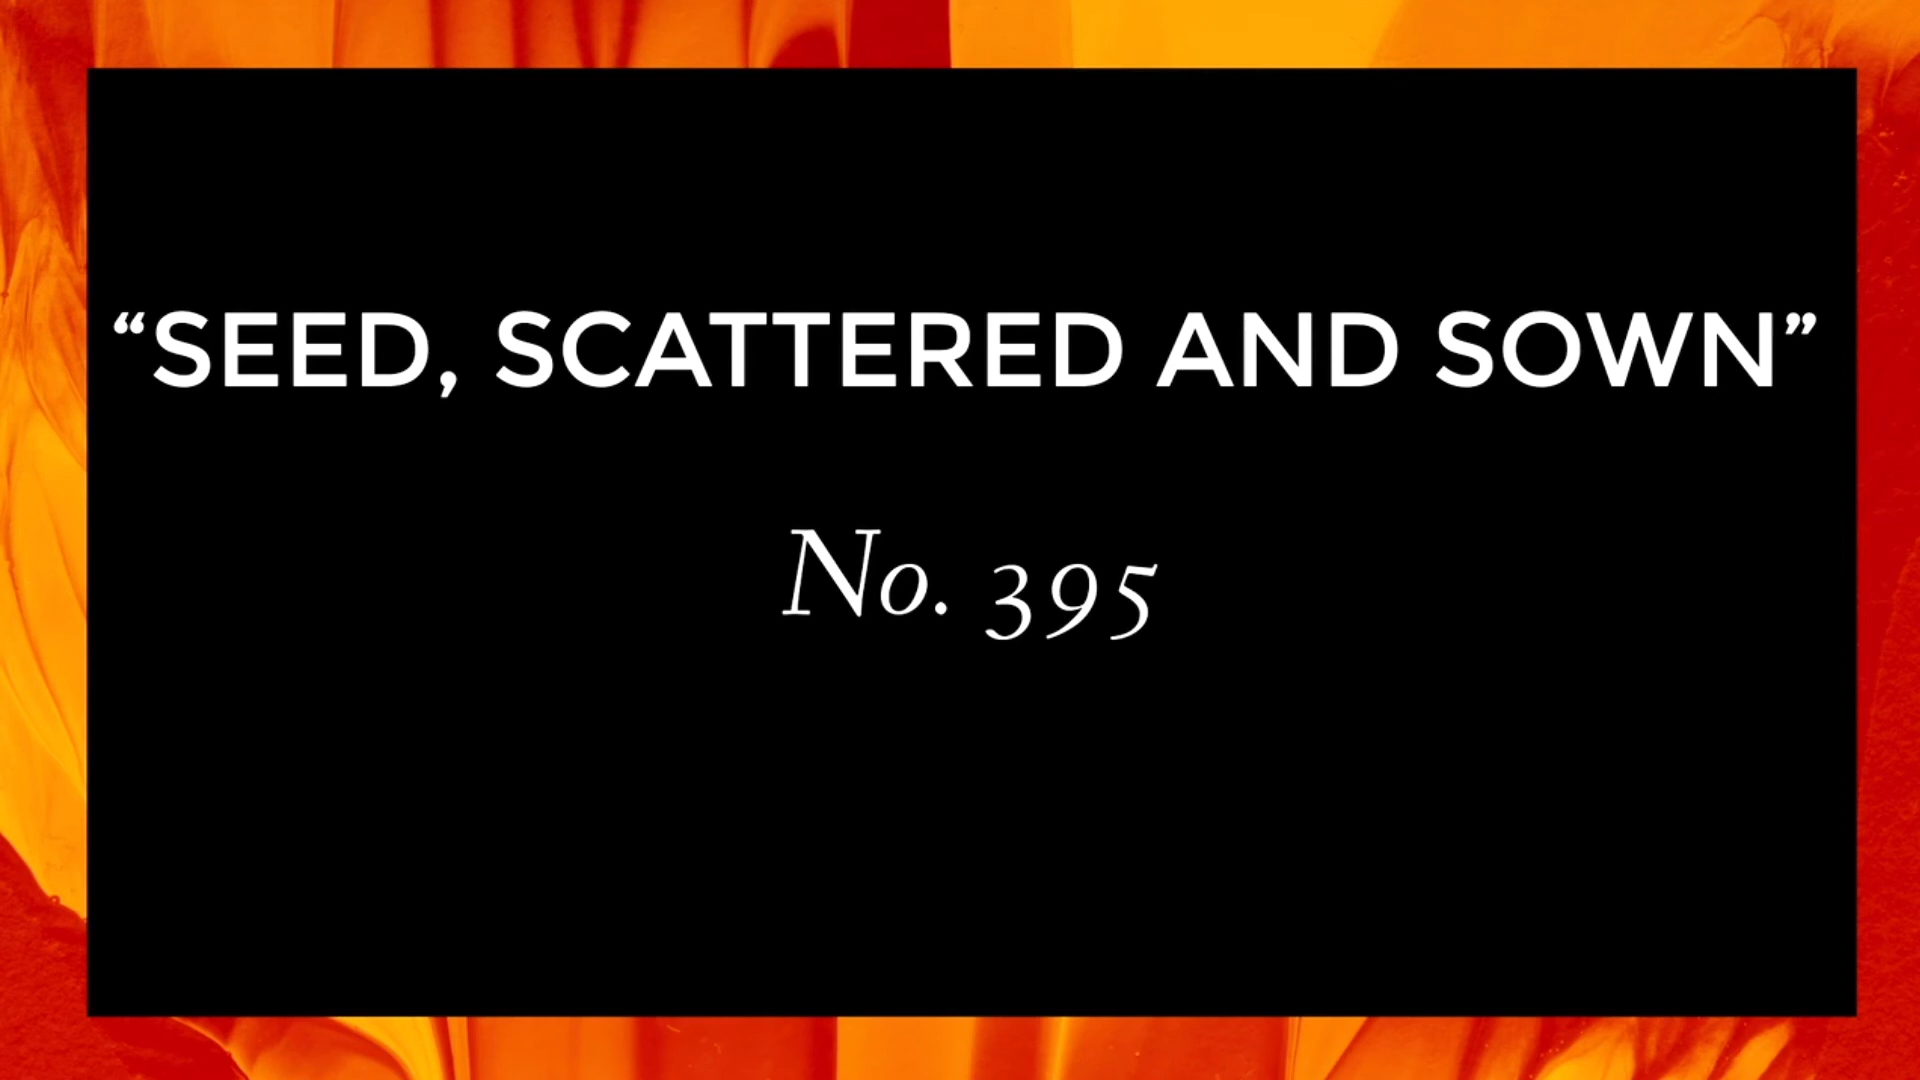 “SEED, SCATTERED AND SOWN”
No. 395